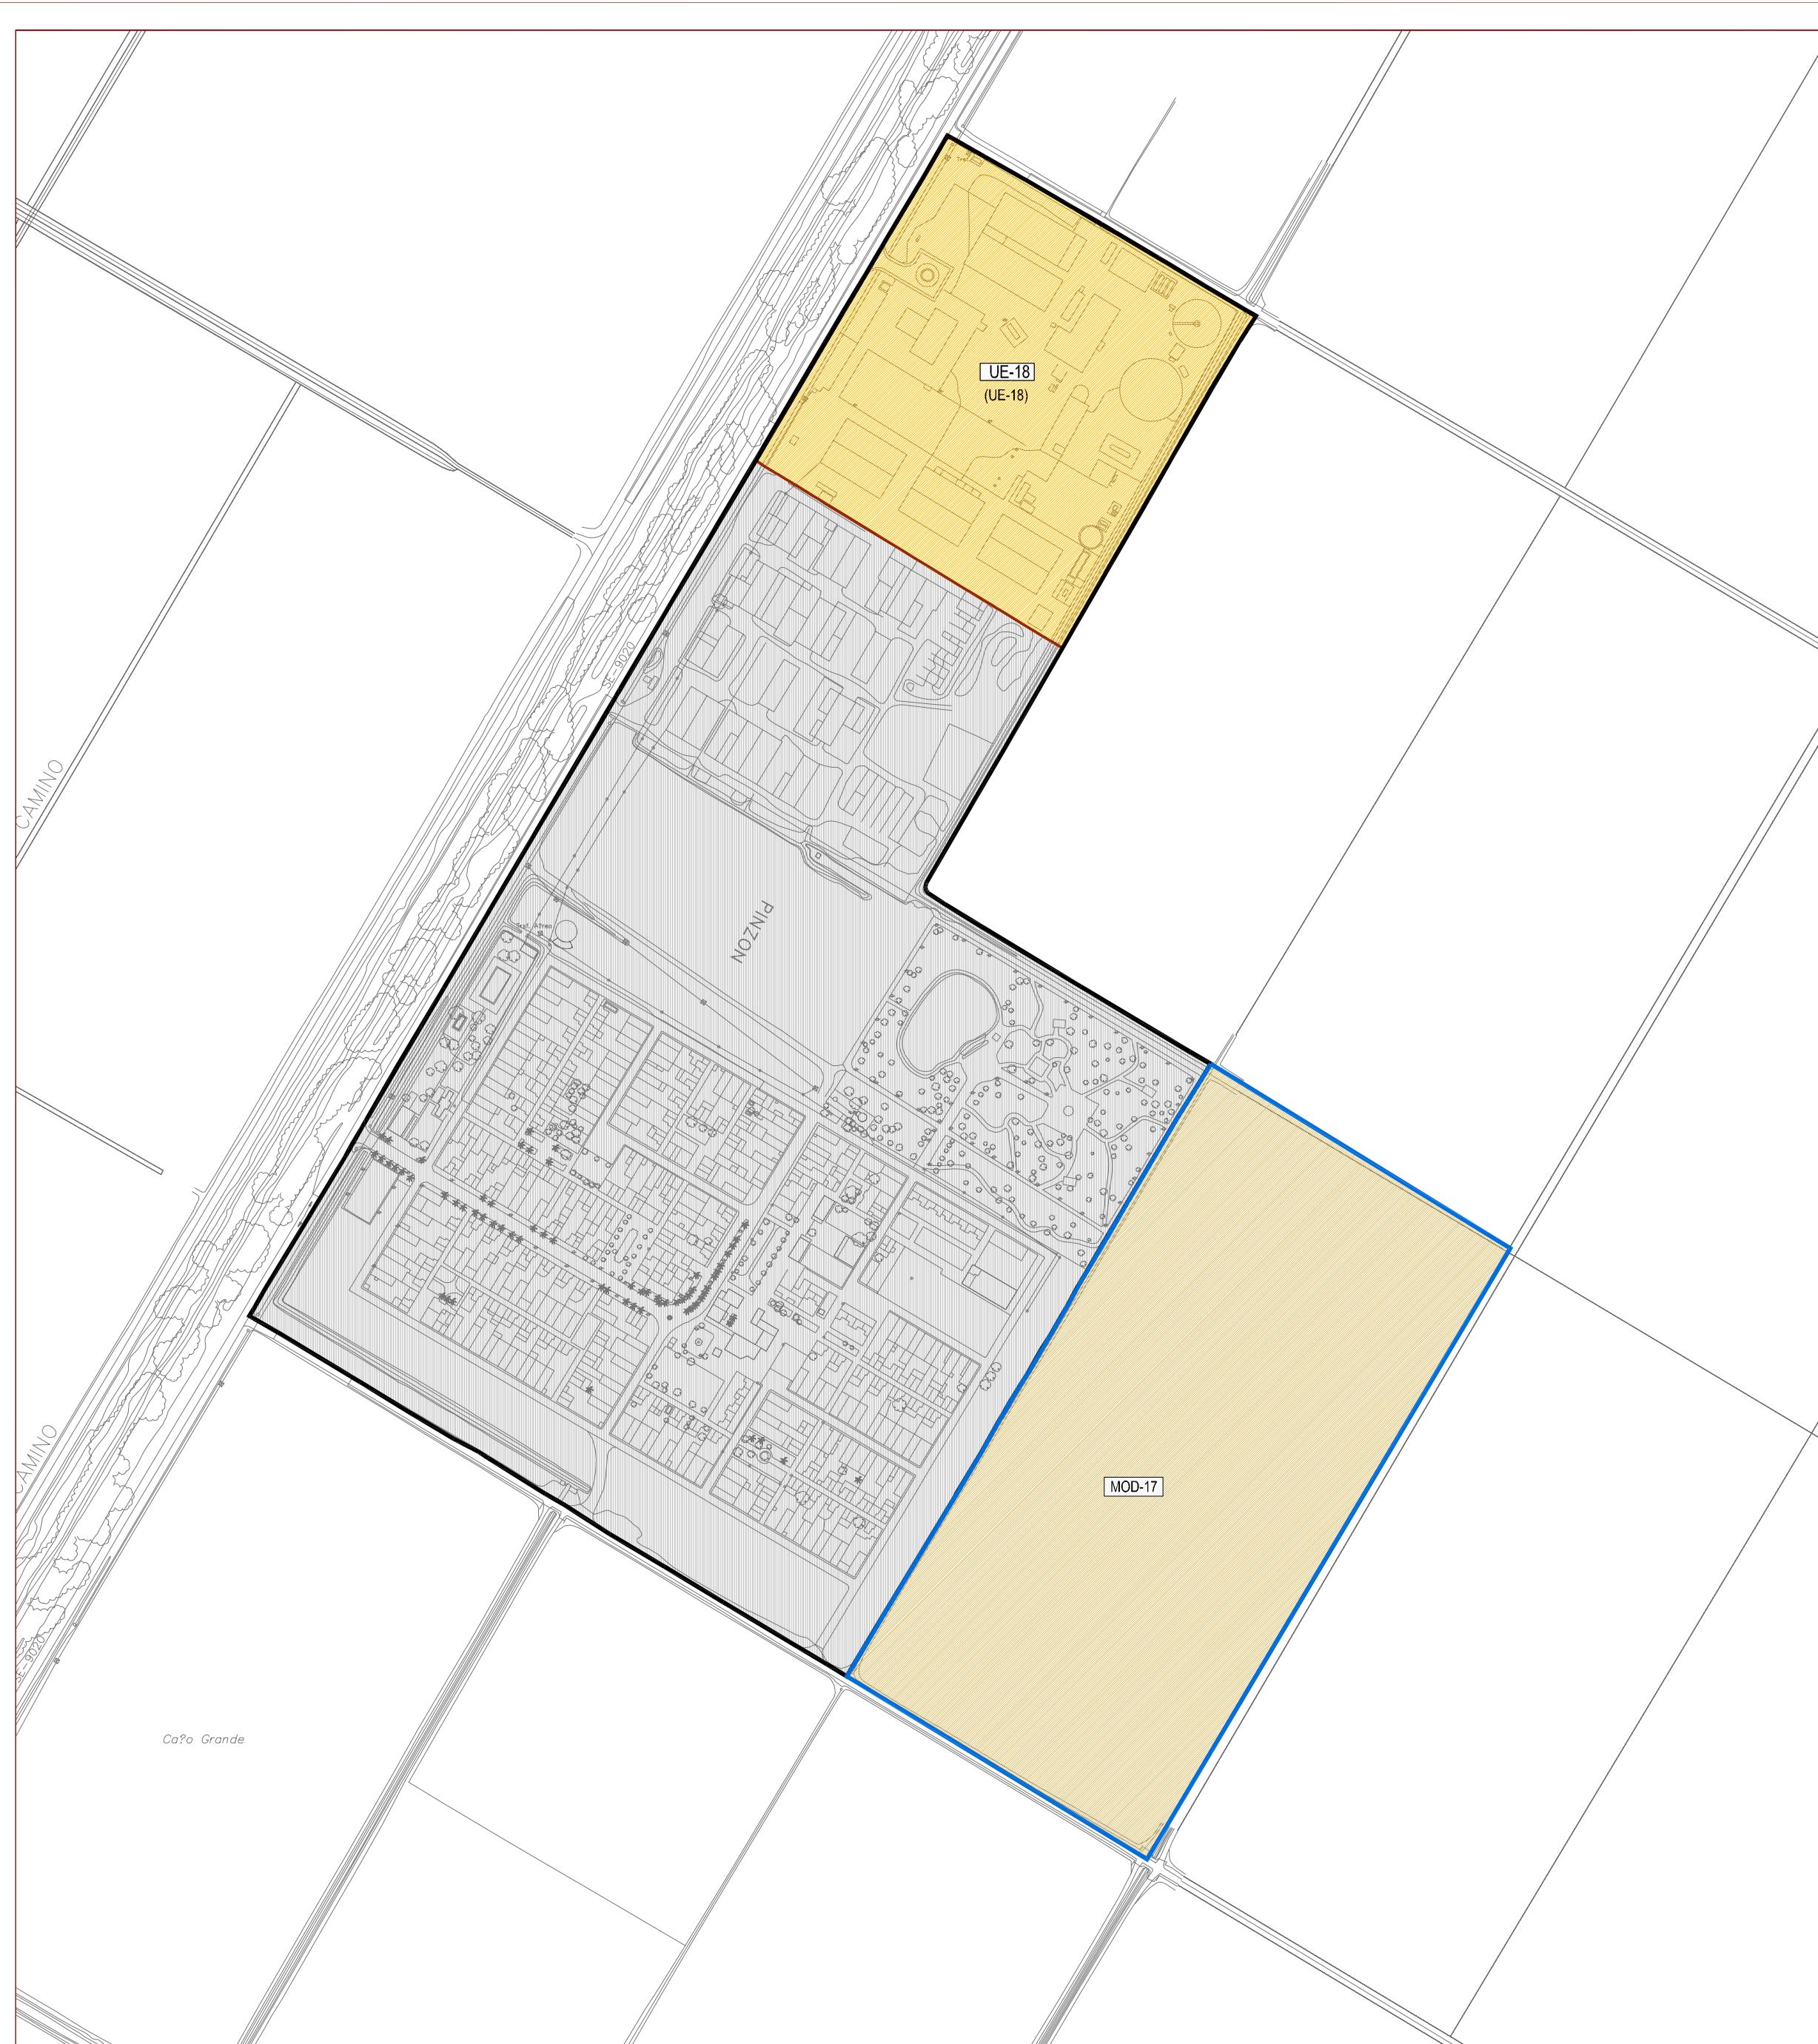 UE-18
(UE-18)
SE-9020
CAMINO
PINZON
CAMINO
MOD-17
SE-9020
Ca?o Grande